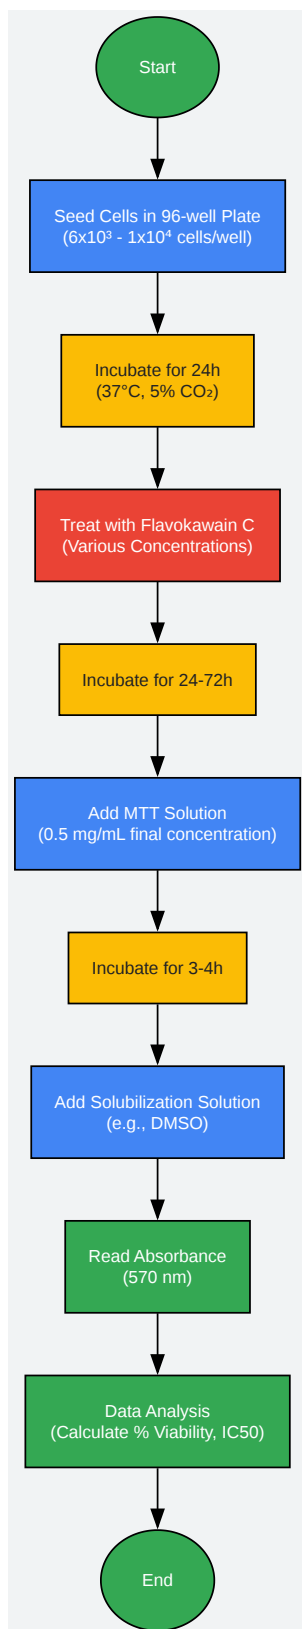 Start
Seed Cells in 96-well Plate
(6x10³ - 1x10⁴ cells/well)
Incubate for 24h
(37°C, 5% CO₂)
Treat with Flavokawain C
(Various Concentrations)
Incubate for 24-72h
Add MTT Solution
(0.5 mg/mL final concentration)
Incubate for 3-4h
Add Solubilization Solution
(e.g., DMSO)
Read Absorbance
(570 nm)
Data Analysis
(Calculate % Viability, IC50)
End